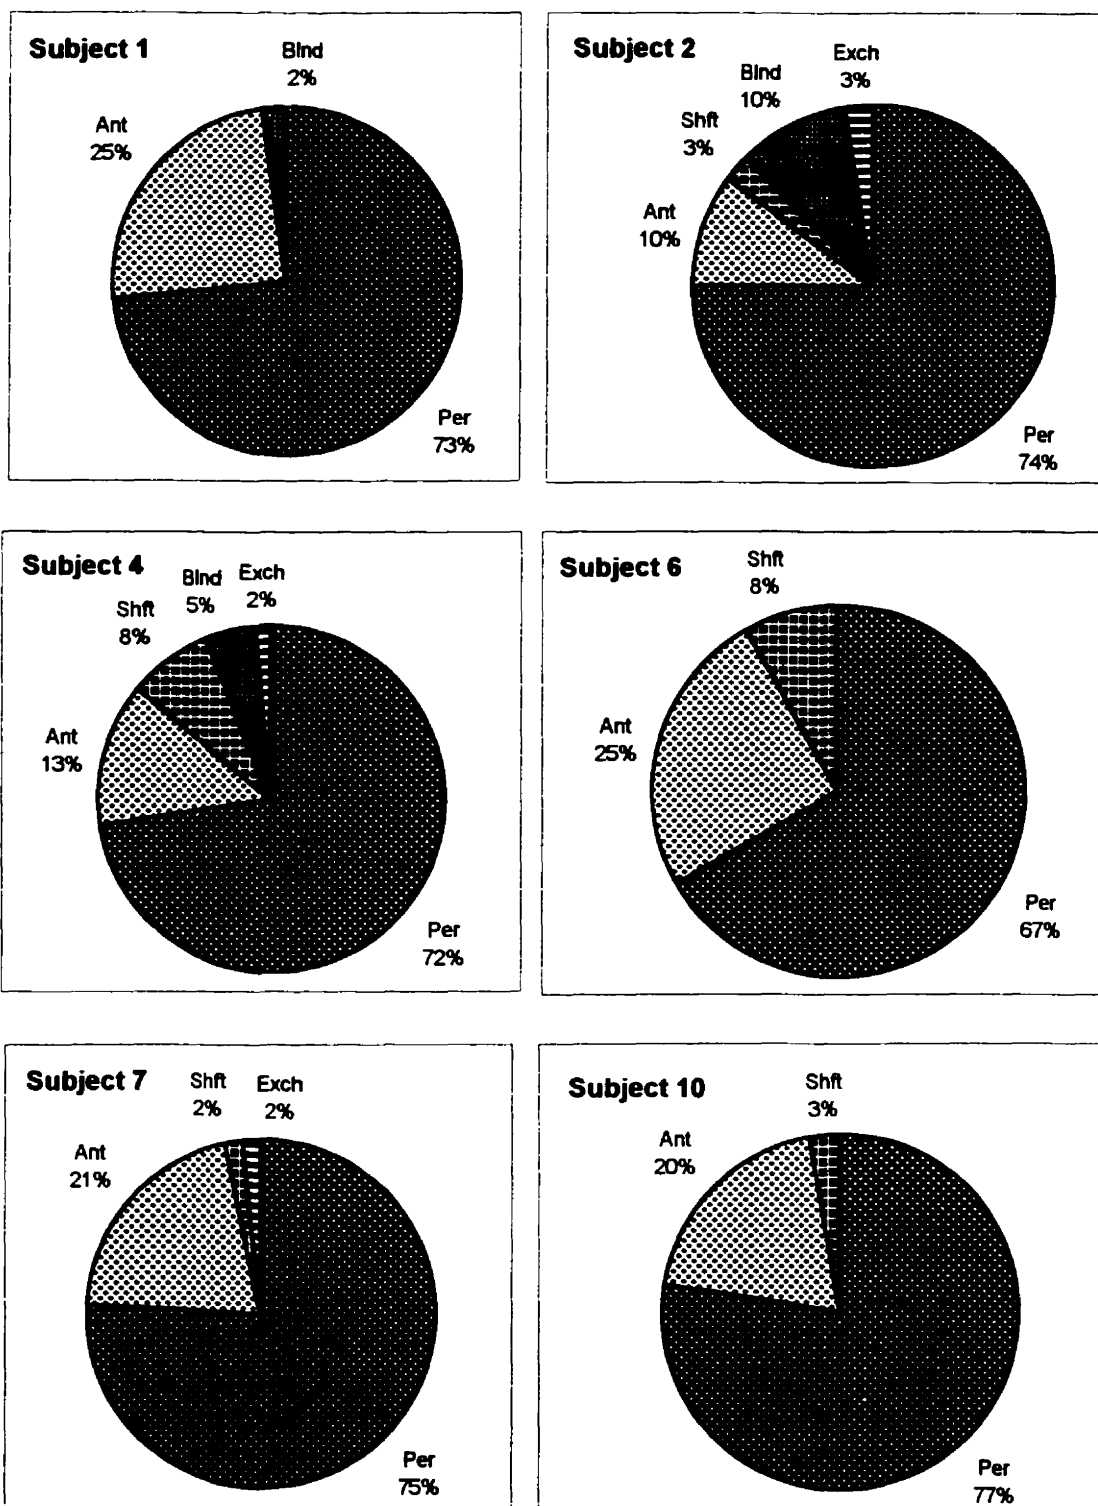 Subject 1
Blnd
2%
Ant
25%
Per
73%
Subject 2
Exch
3%
Blnd
10%
Shft
3%
Ant
10%
Per
74%
Subject 4
Exch
2%
Blnd
5%
Shft
8%
Ant
13%
Per
72%
Subject 6
Shft
8%
Ant
25%
Per
67%
Subject 7
Shft
2%
Exch
2%
Ant
21%
Per
75%
Subject 10
Shft
3%
Ant
20%
Per
77%